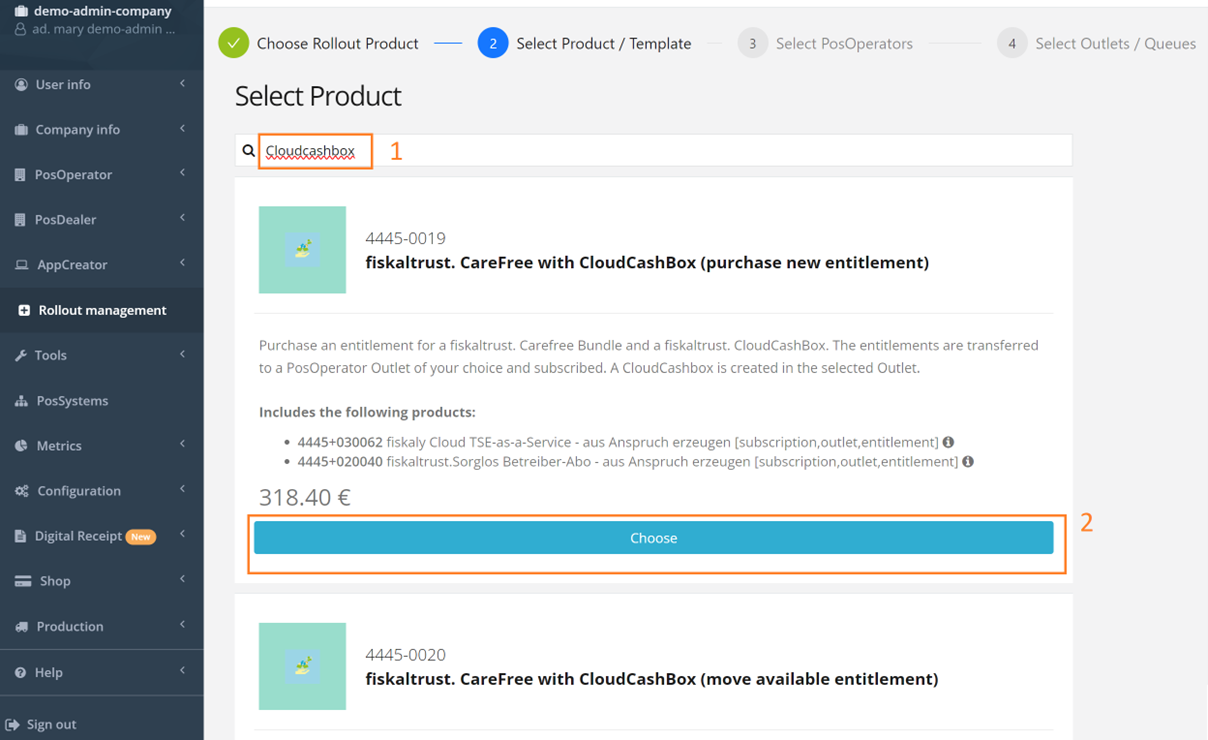 demo-admin-company
ad. mary demo-admin ...
User info
Company info
PosOperator
PosDealer
AppCreator
Rollout management
Tools
PosSystems
Metrics
Configuration
Digital Receipt New
Shop
Production
Help
Sign out
Choose Rollout Product
2 Select Product / Template
3 Select PosOperators
4 Select Outlets / Queues
Select Product
Cloudcashbox 1
4445-0019
fiskaltrust. CareFree with CloudCashBox (purchase new entitlement)
Purchase an entitlement for a fiskaltrust. Carefree Bundle and a fiskaltrust. CloudCashBox. The entitlements are transferred
to a PosOperator Outlet of your choice and subscribed. A CloudCashbox is created in the selected Outlet.
Includes the following products:
• 4445+030062 fiskaly Cloud TSE-as-a-Service - aus Anspruch erzeugen [subscription,outlet,entitlement]
• 4445+020040 fiskaltrust.Sorglos Betreiber-Abo - aus Anspruch erzeugen [subscription,outlet,entitlement]
318.40 €
Choose 2
4445-0020
fiskaltrust. CareFree with CloudCashBox (move available entitlement)